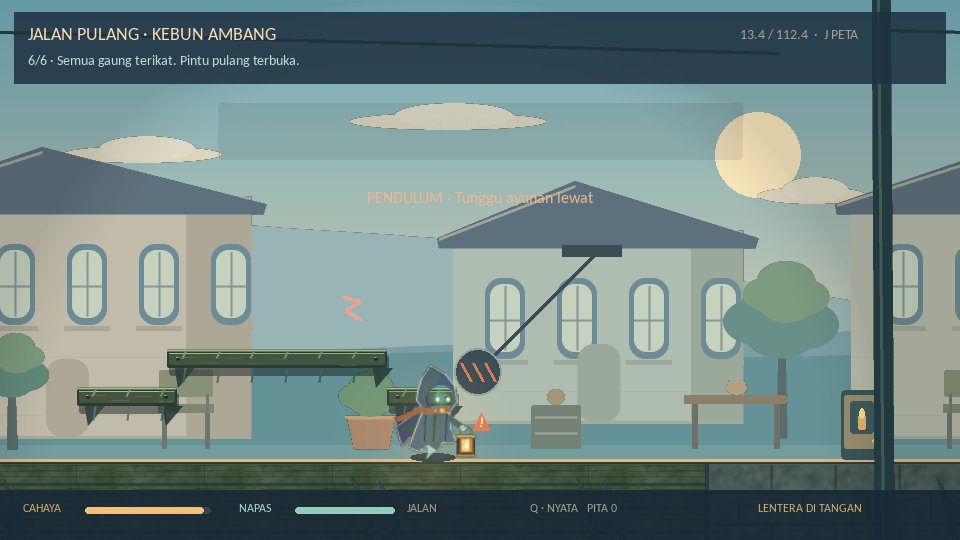 JALAN PULANG · KEBUN AMBANG
13.4 / 112.4 · J PETA
6/6 · Semua gaung terikat. Pintu pulang terbuka.
PENDULUM · Tunggu ayunan lewat
!
CAHAYA
NAPAS
JALAN
Q · NYATA PITA 0
LENTERA DI TANGAN